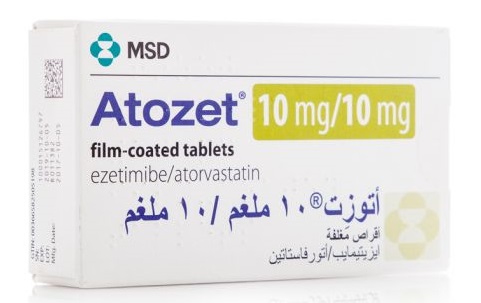 MSD
Atozet® 10 mg/10 mg
film-coated tablets
ezetimibe/atorvastatin
أتوزت® ١٠ ملغم /١٠ ملغم
أقراص مغلفة
ايزيتيمايب/أتورفاستاتين